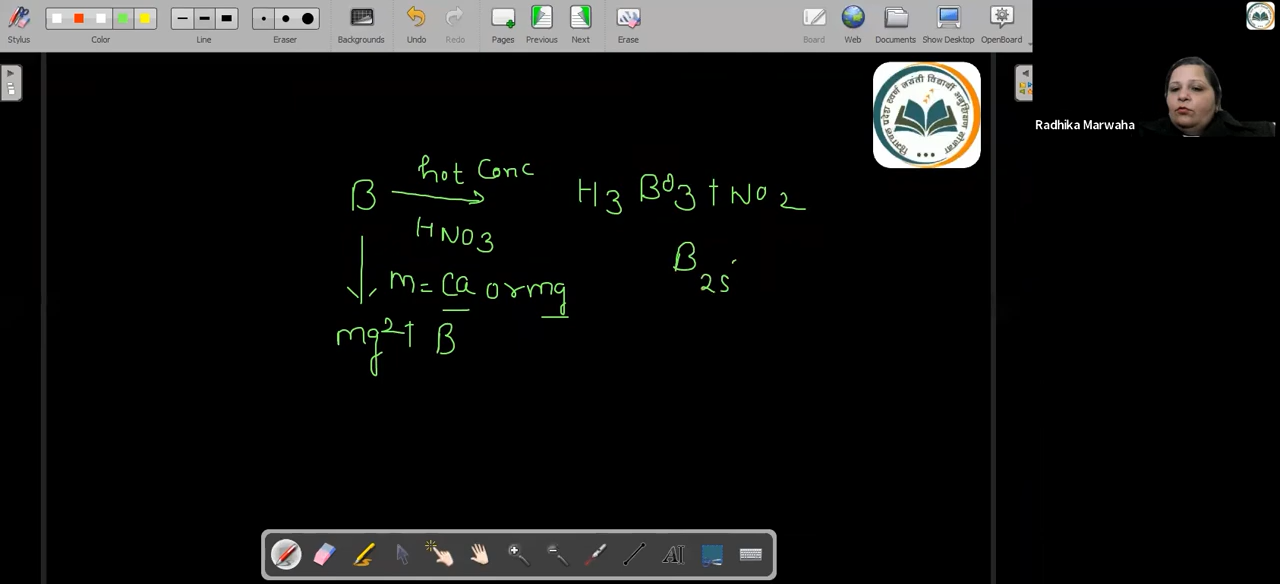 Stylus Color Line Eraser Backgrounds Undo Redo Pages Previous Next Erase Board Web Documents Show Desktop OpenBoard
Radhika Marwaha
hot Conc
B → H3 BO3 + NO2
HNO3
B 2s
m = Ca or mg
mg2+ B
AI